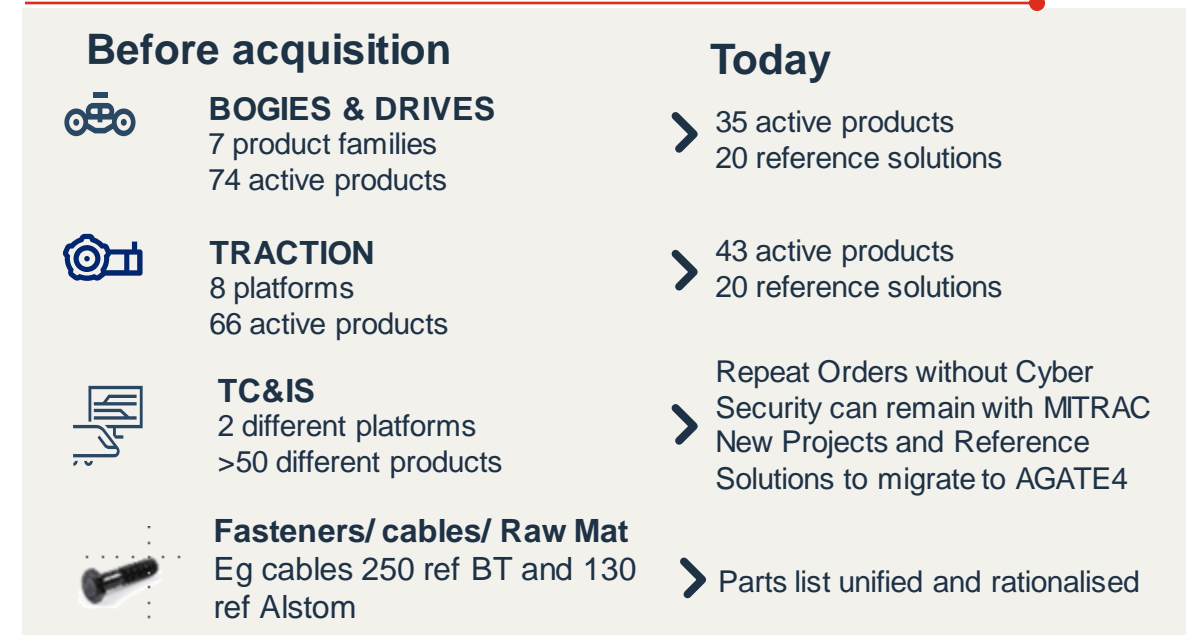 Before acquisition
Today
BOGIES & DRIVES
7 product families
74 active products
35 active products
20 reference solutions
TRACTION
8 platforms
66 active products
43 active products
20 reference solutions
TC&IS
2 different platforms
>50 different products
Repeat Orders without Cyber
Security can remain with MITRAC
New Projects and Reference
Solutions to migrate to AGATE4
Fasteners/ cables/ Raw Mat
Eg cables 250 ref BT and 130
ref Alstom
Parts list unified and rationalised